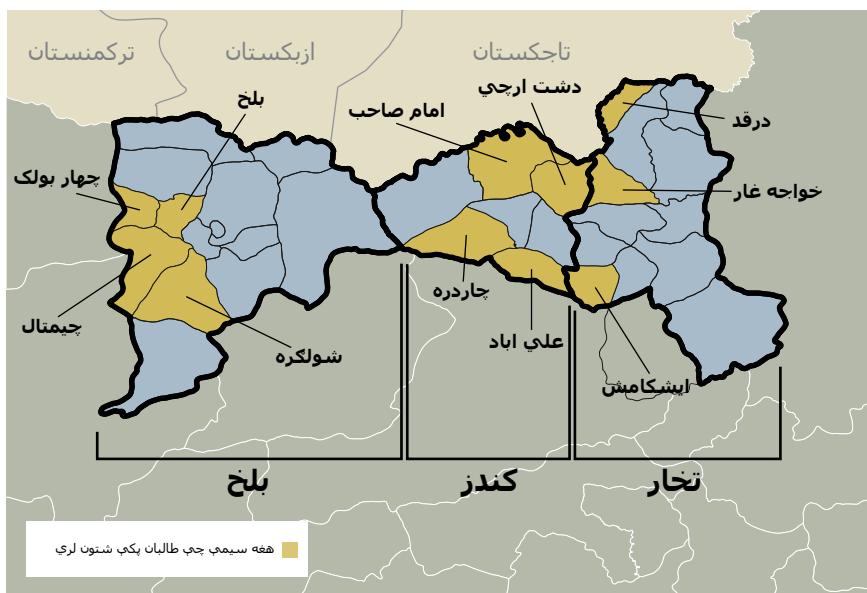 تاجکستان
ازبکستان
ترکمنستان
درقد
دشت ارچي
امام صاحب
بلخ
خواجه غار
چهار بولک
چاردره
علي اباد
چيمتال
شولګره
ایشکامش
تخار
کندز
بلخ
هغه سيمې چې طالبان پکې شتون لري